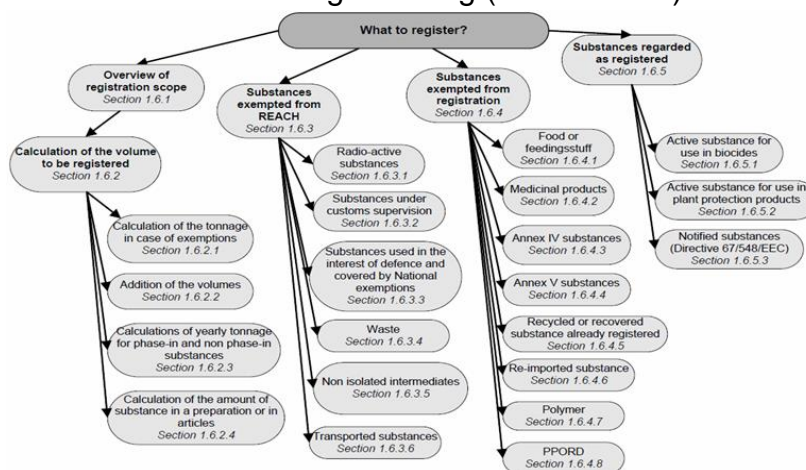 What to register?
Overview of
registration scope
Section 1.6.1
Calculation of the volume
to be registered
Section 1.6.2
Calculation of the tonnage
in case of exemptions
Section 1.6.2.1
Addition of the volumes
Section 1.6.2.2
Calculations of yearly tonnage
for phase-in and non phase-in
substances
Section 1.6.2.3
Calculation of the amount of
substance in a preparation or in
articles
Section 1.6.2.4
Substances
exempted from
REACH
Section 1.6.3
Radio-active
substances
Section 1.6.3.1
Substances under
customs supervision
Section 1.6.3.2
Substances used in the
interest of defence and
covered by National
exemptions
Section 1.6.3.3
Waste
Section 1.6.3.4
Non isolated intermediates
Section 1.6.3.5
Transported substances
Section 1.6.3.6
Substances
exempted from
registration
Section 1.6.4
Food or
feedingsstuff
Section 1.6.4.1
Medicinal products
Section 1.6.4.2
Annex IV substances
Section 1.6.4.3
Annex V substances
Section 1.6.4.4
Recycled or recovered
substance already registered
Section 1.6.4.5
Re-imported substance
Section 1.6.4.6
Polymer
Section 1.6.4.7
PPORD
Section 1.6.4.8
Substances regarded
as registered
Section 1.6.5
Active substance for
use in biocides
Section 1.6.5.1
Active substance for use in
plant protection products
Section 1.6.5.2
Notified substances
(Directive 67/548/EEC)
Section 1.6.5.3